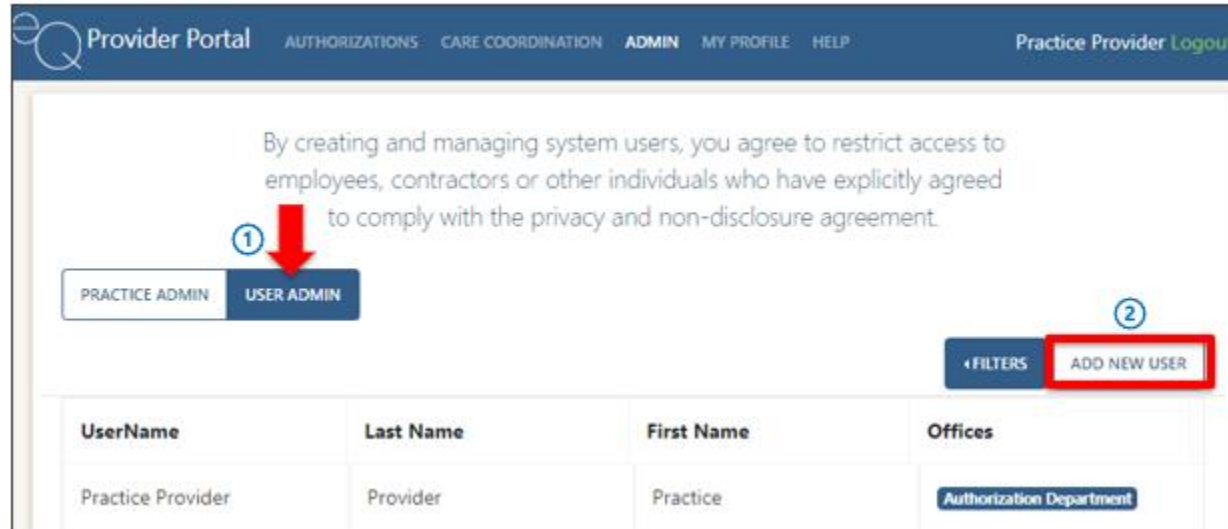 eQ Provider Portal AUTHORIZATIONS CARE COORDINATION ADMIN MY PROFILE HELP Practice Provider Logout
By creating and managing system users, you agree to restrict access to
employees, contractors or other individuals who have explicitly agreed
to comply with the privacy and non-disclosure agreement.
1
PRACTICE ADMIN USER ADMIN
2
FILTERS ADD NEW USER
UserName Last Name First Name Offices
Practice Provider Provider Practice Authorization Department